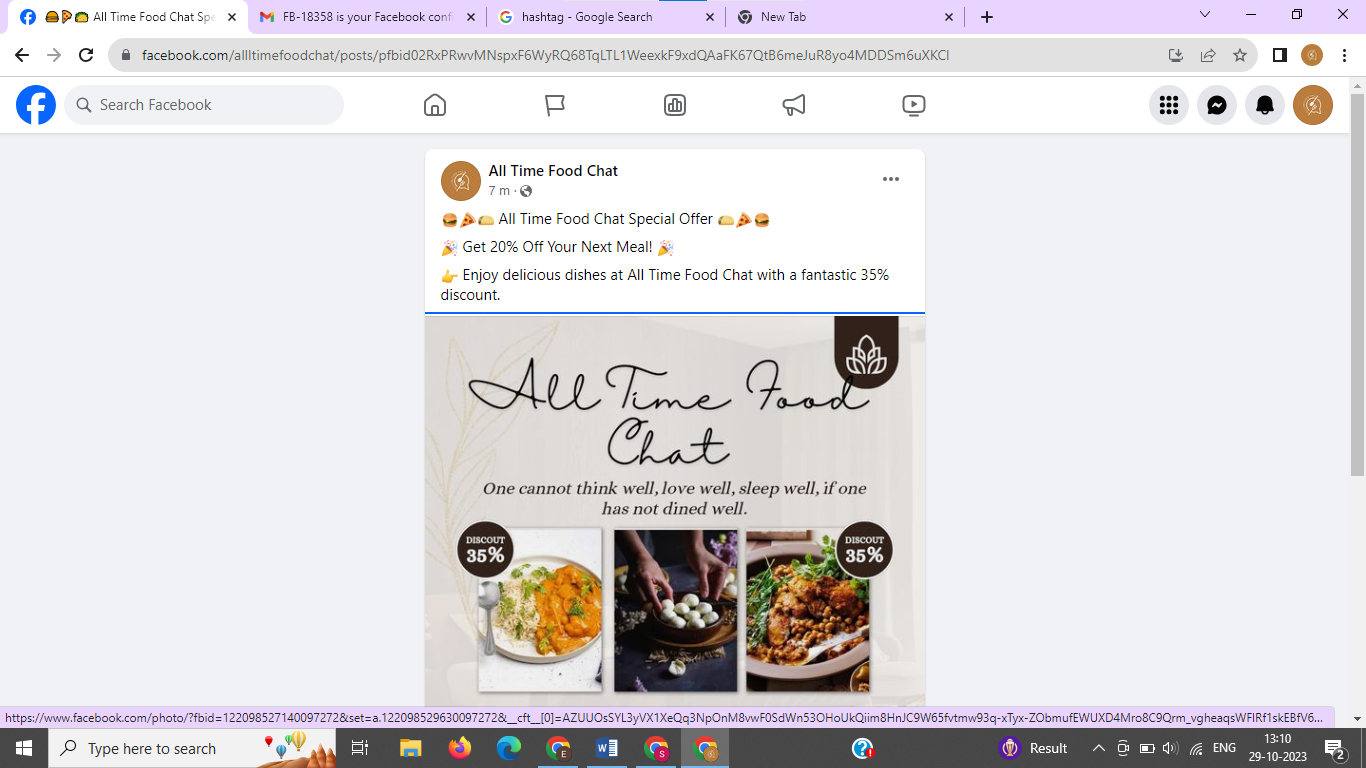 All Time Food Chat Spe
FB-18358 is your Facebook conf
hashtag - Google Search
New Tab
facebook.com/allltimefoodchat/posts/pfbid02RxPRwvMNspxF6WyRQ68TqLTL1WeexkF9xdQAaFK67QtB6meJuR8yo4MDDSm6uXKCl
Search Facebook
All Time Food Chat
7 m ·
🍔🍕🌮 All Time Food Chat Special Offer 🌮🍕🍔
🎉 Get 20% Off Your Next Meal! 🎉
👉 Enjoy delicious dishes at All Time Food Chat with a fantastic 35%
discount.
All Time Food
Chat
One cannot think well, love well, sleep well, if one
has not dined well.
DISCOUT
35%
DISCOUT
35%
https://www.facebook.com/photo/?fbid=122098527140097272&set=a.122098529630097272&__cft__[0]=AZUUOsSYL3yVX1XeQq3NpOnM8vwF0SdWn53OHoUkQiim8HnJC9W65fvtmw93q-xTyx-ZObmufEWUXD4Mro8C9Qrm_vgheaqsWFlRf1skEBfV6...
Type here to search
E
W
S
Result
ENG
13:10
29-10-2023
2